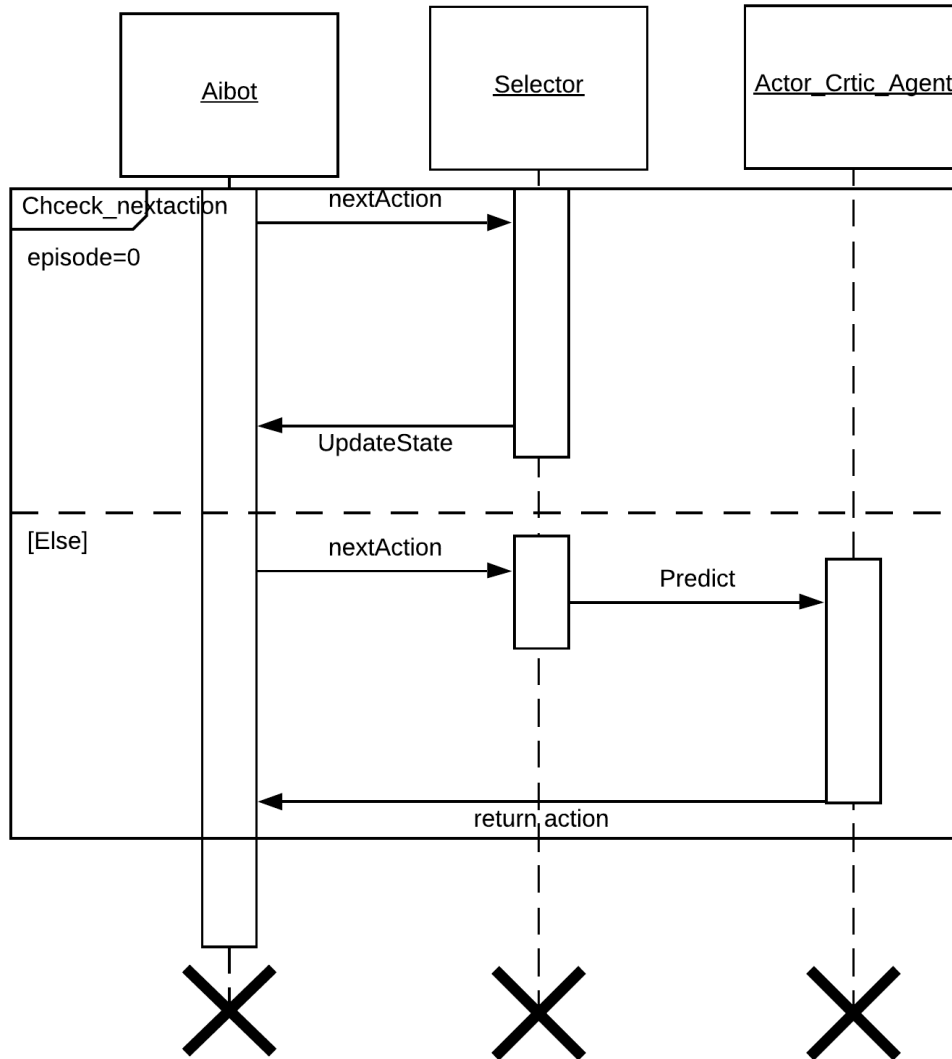 Aibot
Selector
Actor_Crtic_Agent
Chceck_nextaction
nextAction
episode=0
UpdateState
[Else]
nextAction
Predict
return action